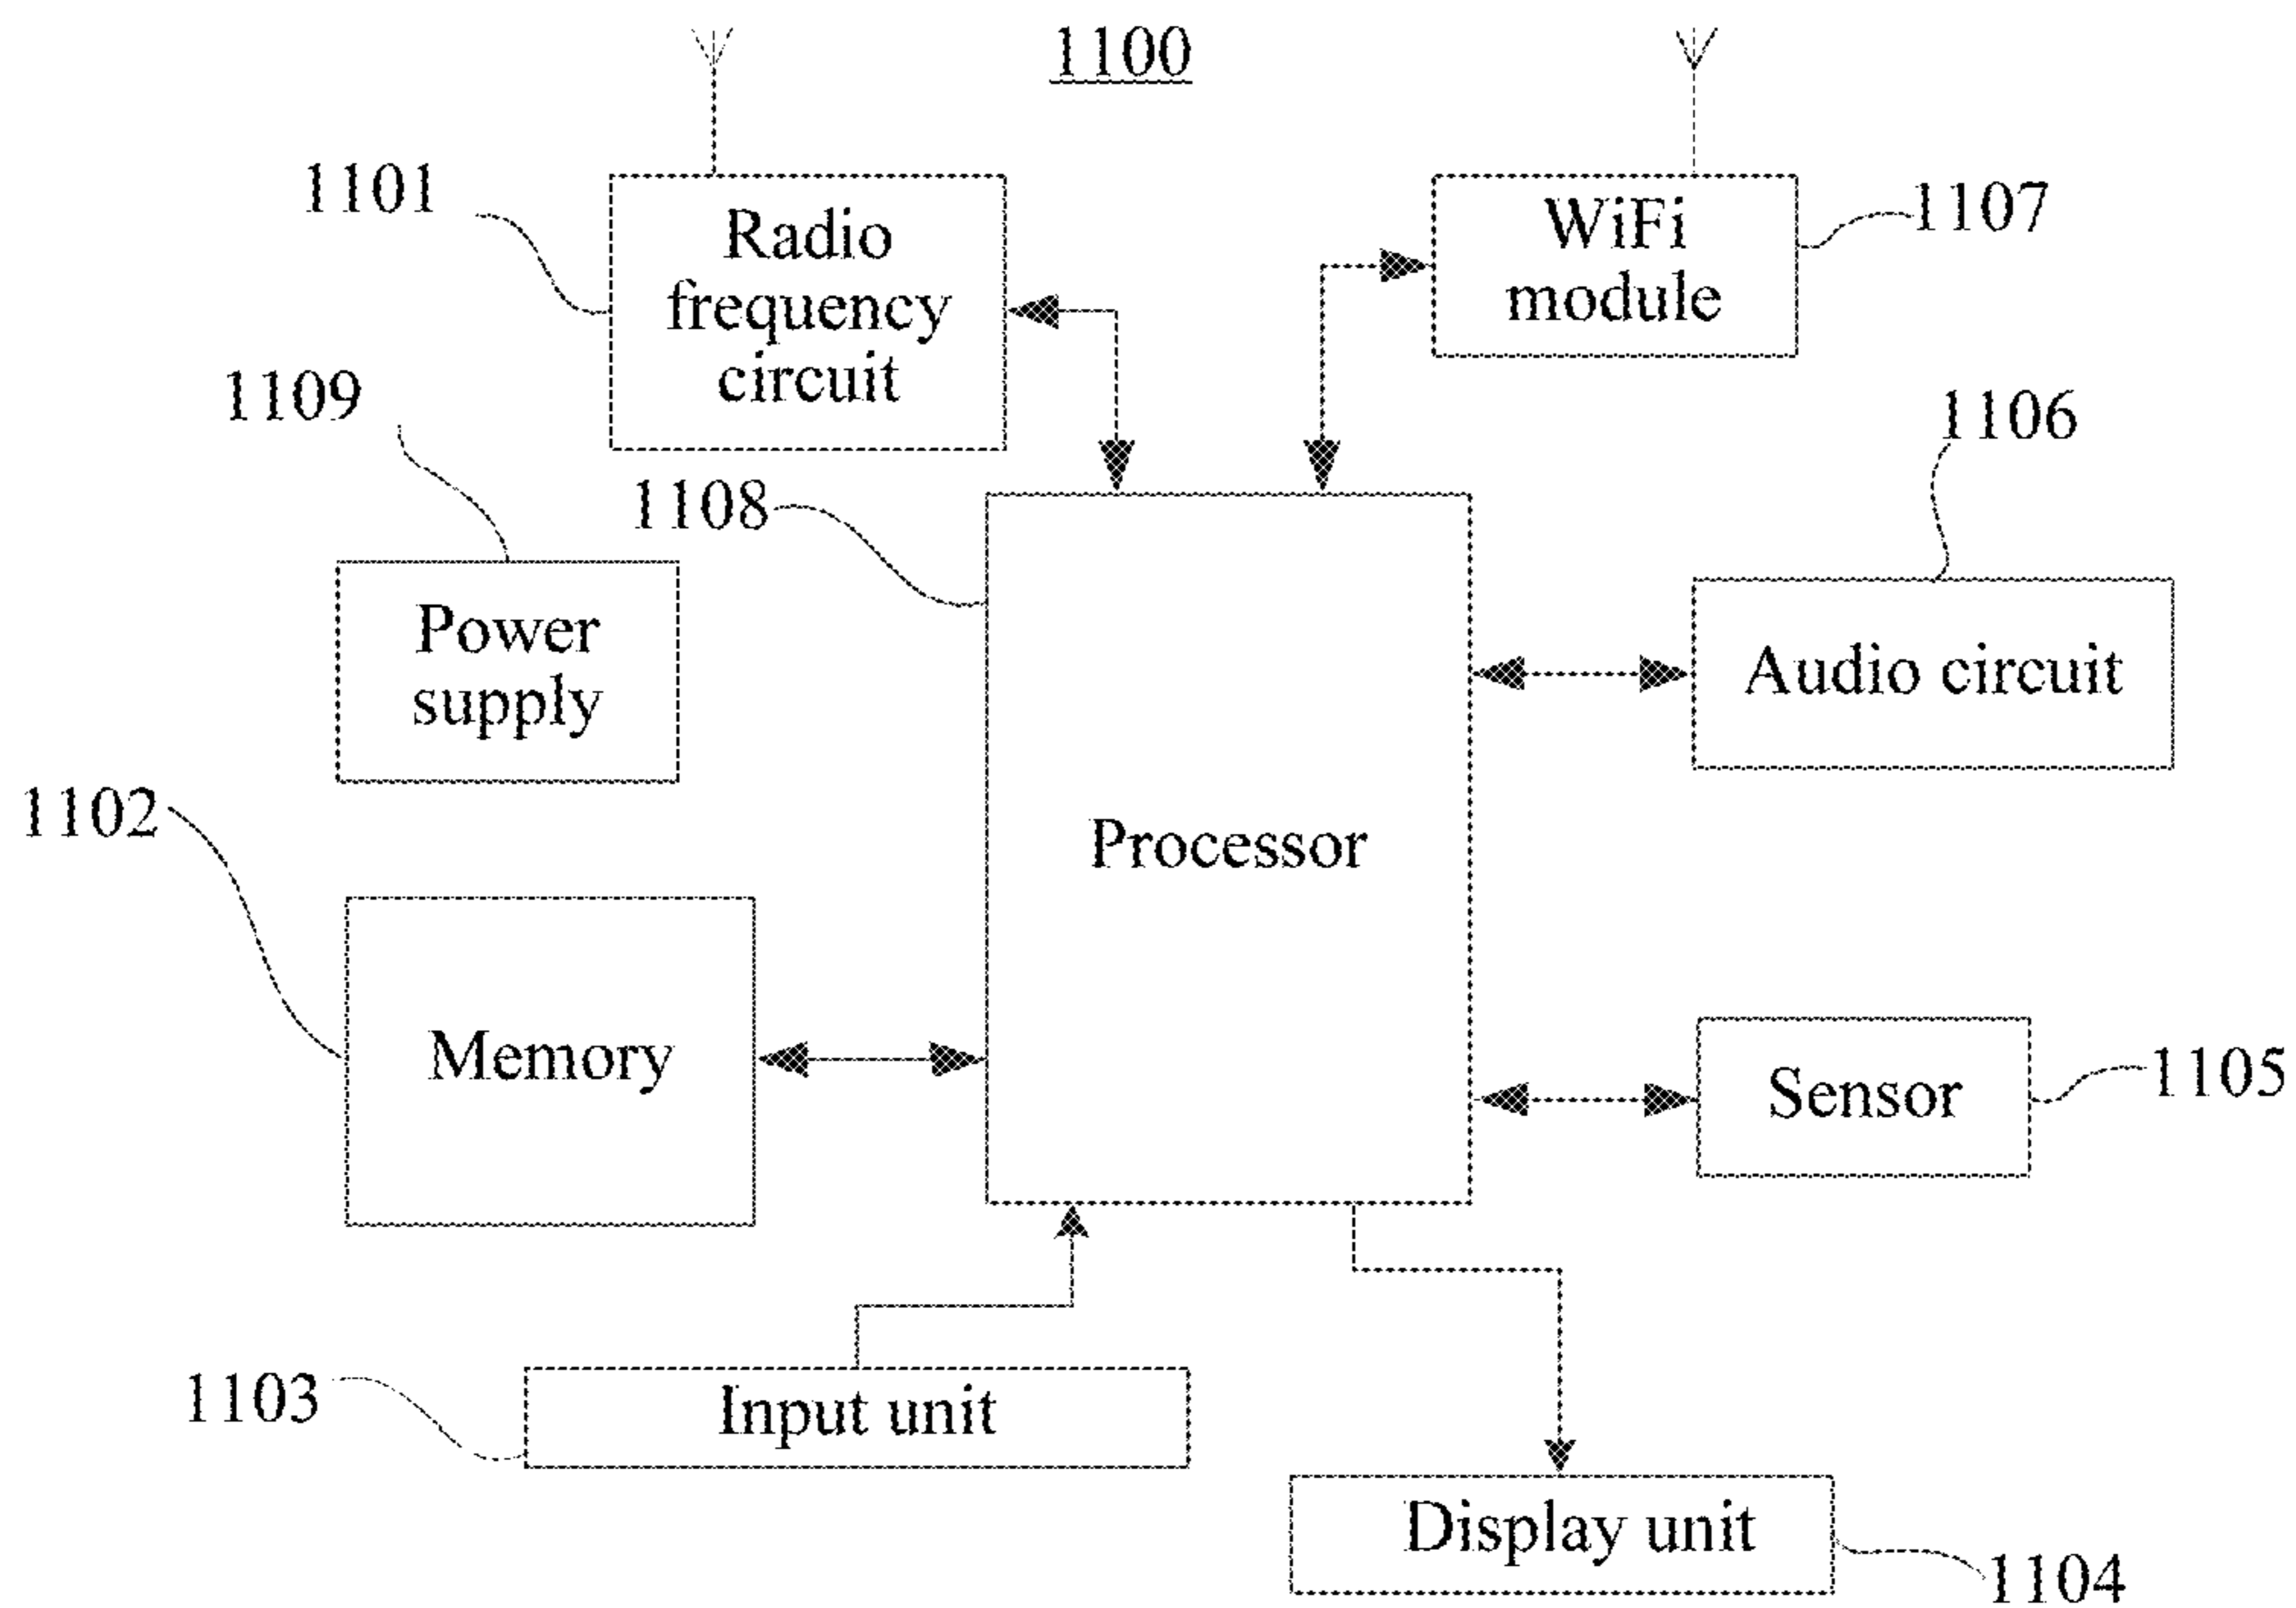 1100
1101
Radio
frequency
circuit
WiFi
module
1107
1109
1106
1108
Power
supply
Audio circuit
1102
Processor
Memory
Sensor
1105
1103
Input unit
Display unit
1104